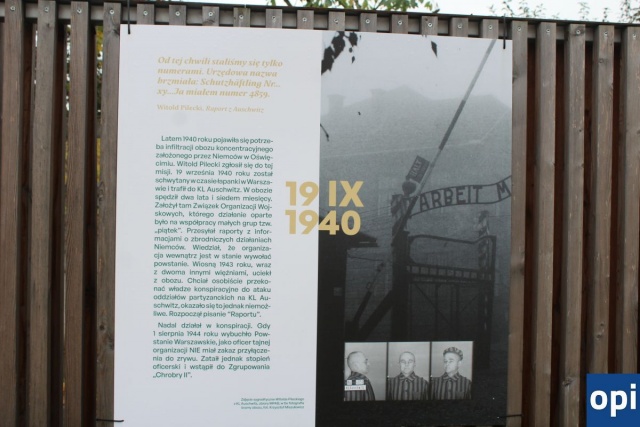 Od tej chwili staliśmy się tylko
numerami. Urzędowa nazwa
brzmiała: Schutzhäftling Nr...
xy...Ja miałem numer 4859.
Witold Pilecki, Raport z Auschwitz
Latem 1940 roku pojawiła się potrze-
ba infiltracji obozu koncentracyjnego
założonego przez Niemców w Oświę-
cimiu. Witold Pilecki zgłosił się do tej
misji. 19 września 1940 roku został
schwytany w czasie łapanki w Warsza-
wie i trafił do KL Auschwitz. W obozie
spędził dwa lata i siedem miesięcy.
Założył tam Związek Organizacji Woj-
skowych, którego działanie oparte
było na współpracy małych grup tzw.
„piątek”. Przesyłał raporty z infor-
macjami o zbrodniczych działaniach
Niemców. Wiedział, że organiza-
cja wewnątrz jest w stanie wywołać
powstanie. Wiosną 1943 roku, wraz
z dwoma innymi więźniami, uciekł
z obozu. Chciał osobiście przeko-
nać władze konspiracyjne do ataku
oddziałów partyzanckich na KL Au-
schwitz, okazało się to jednak niemoż-
liwe. Rozpoczął pisanie “Raportu”.
Nadal działał w konspiracji. Gdy
1 sierpnia 1944 roku wybuchło Pow-
stanie Warszawskie, jako oficer tajnej
organizacji NIE miał zakaz przyłącze-
nia do zrywu. Zataił jednak stopień
oficerski i wstąpił do Zgrupowania
„Chrobry II”.
19 IX
1940
ARBEIT M
opi